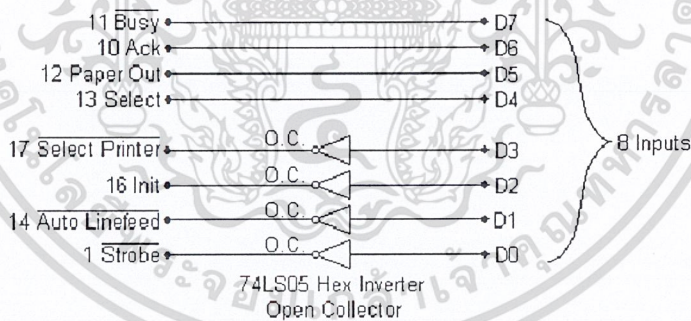 11 Busy D7
10 Ack D6
12 Paper Out D5
13 Select D4
8 Inputs
17 Select Printer O.C. D3
16 Init O.C. D2
14 Auto Linefeed O.C. D1
1 Strobe O.C. D0
74LS05 Hex Inverter
Open Collector